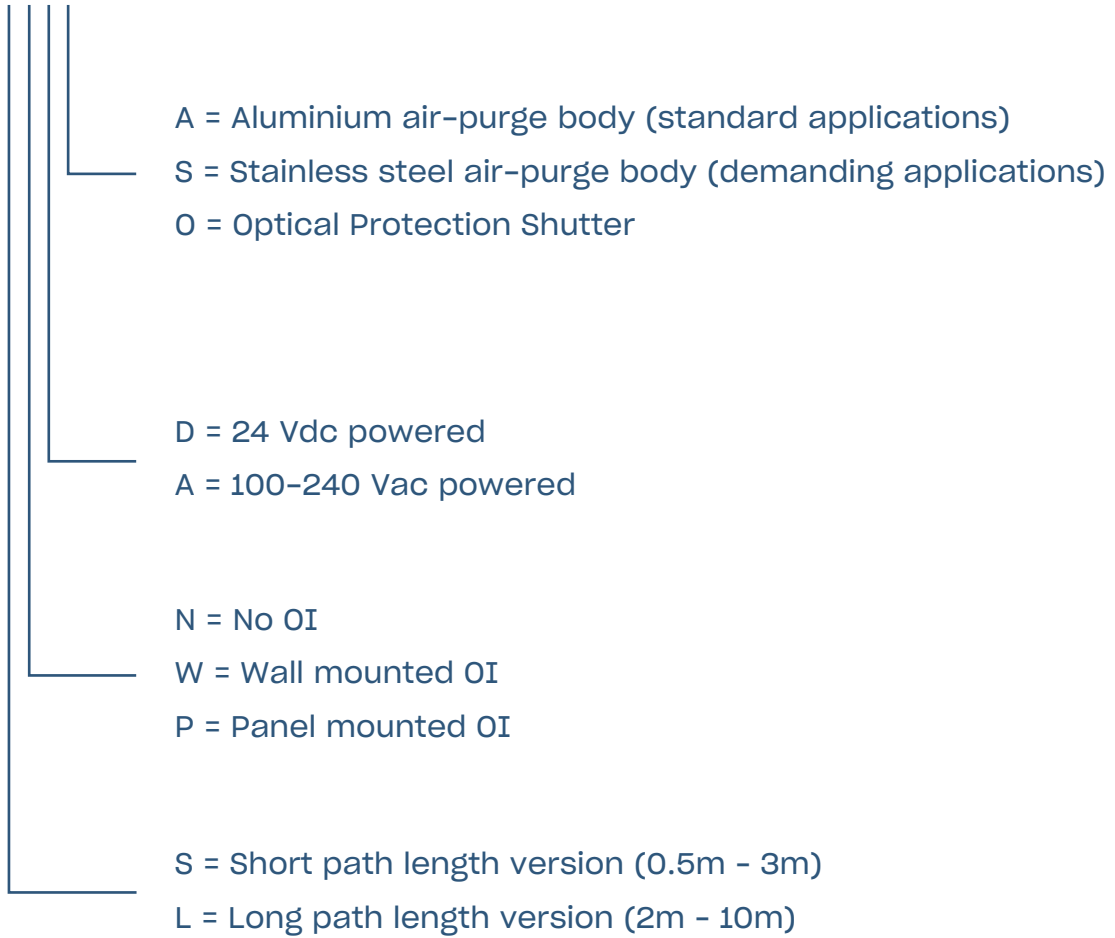 A = Aluminium air-purge body (standard applications)
S = Stainless steel air-purge body (demanding applications)
O = Optical Protection Shutter
D = 24 Vdc powered
A = 100-240 Vac powered
N = No OI
W = Wall mounted OI
P = Panel mounted OI
S = Short path length version (0.5m - 3m)
L = Long path length version (2m - 10m)